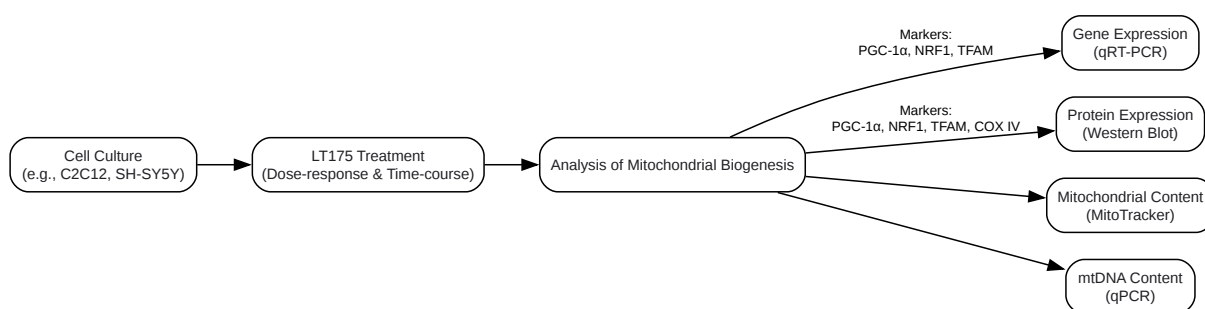 Cell Culture
(e.g., C2C12, SH-SY5Y)
LT175 Treatment
(Dose-response & Time-course)
Analysis of Mitochondrial Biogenesis
Markers:
PGC-1α, NRF1, TFAM
Gene Expression
(qRT-PCR)
Markers:
PGC-1α, NRF1, TFAM, COX IV
Protein Expression
(Western Blot)
Mitochondrial Content
(MitoTracker)
mtDNA Content
(qPCR)